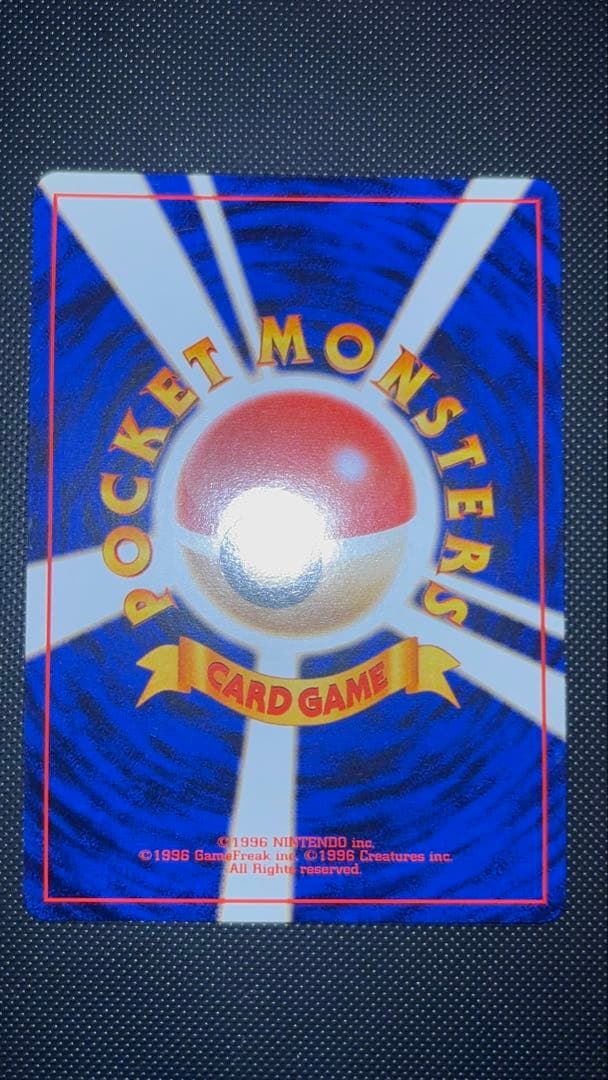 POCKET MONSTERS
CARD GAME
©1996 NINTENDO inc.
©1996 GameFreak inc. ©1996 Creatures inc.
All Rights reserved.